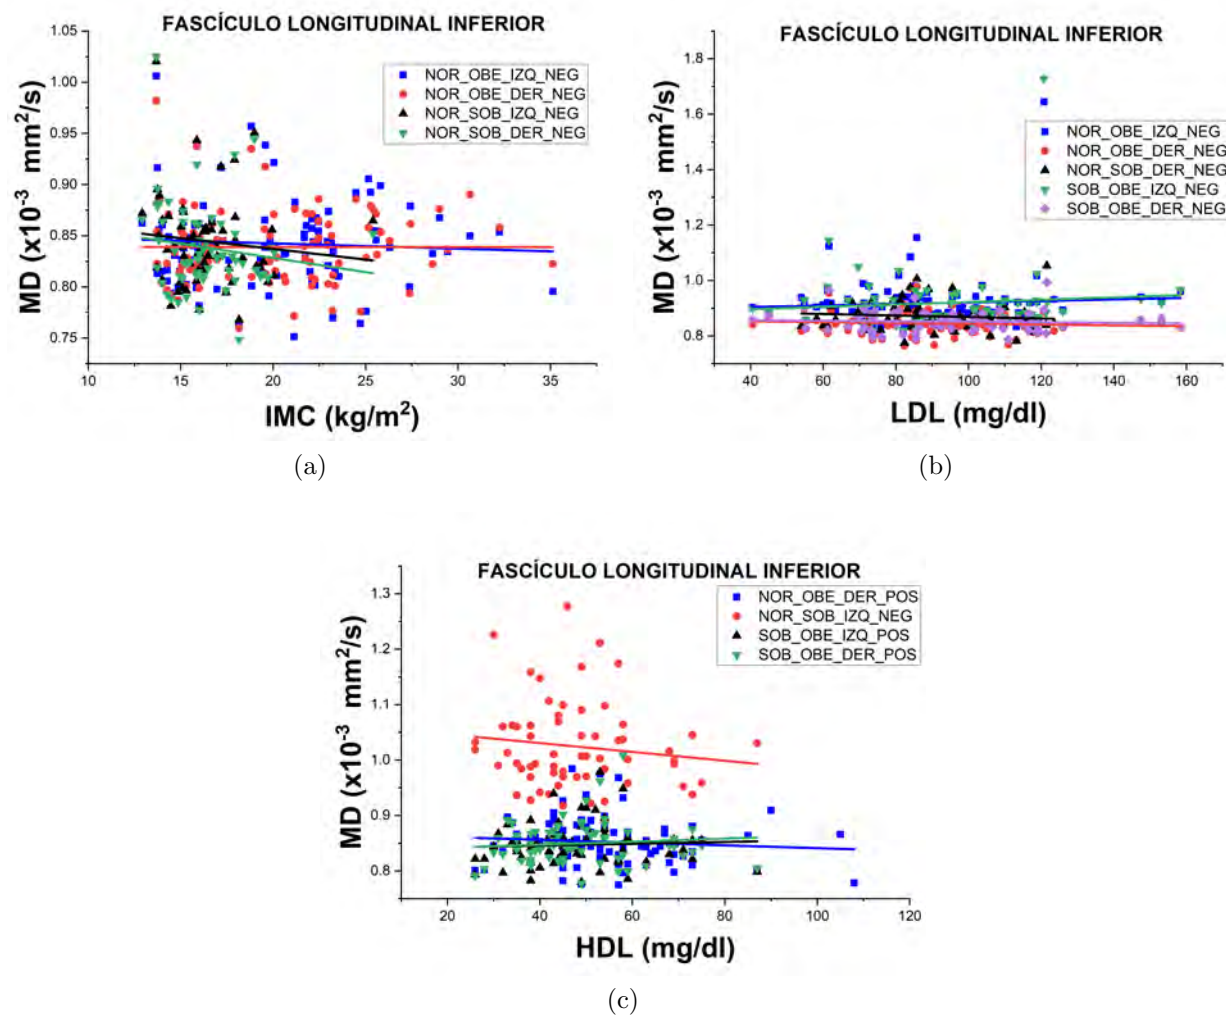 FASCÍCULO LONGITUDINAL INFERIOR
1.05
1.00
0.95
0.90
0.85
0.80
0.75
MD (x10⁻³ mm²/s)
NOR_OBE_IZQ_NEG
NOR_OBE_DER_NEG
NOR_SOB_IZQ_NEG
NOR_SOB_DER_NEG
10 15 20 25 30 35
IMC (kg/m²)
(a)
FASCÍCULO LONGITUDINAL INFERIOR
1.8
1.6
1.4
1.2
1.0
0.8
MD (x10⁻³ mm²/s)
NOR_OBE_IZQ_NEG
NOR_OBE_DER_NEG
NOR_SOB_DER_NEG
SOB_OBE_IZQ_NEG
SOB_OBE_DER_NEG
40 60 80 100 120 140 160
LDL (mg/dl)
(b)
FASCÍCULO LONGITUDINAL INFERIOR
1.3
1.2
1.1
1.0
0.9
0.8
MD (x10⁻³ mm²/s)
NOR_OBE_DER_POS
NOR_SOB_IZQ_NEG
SOB_OBE_IZQ_POS
SOB_OBE_DER_POS
20 40 60 80 100 120
HDL (mg/dl)
(c)